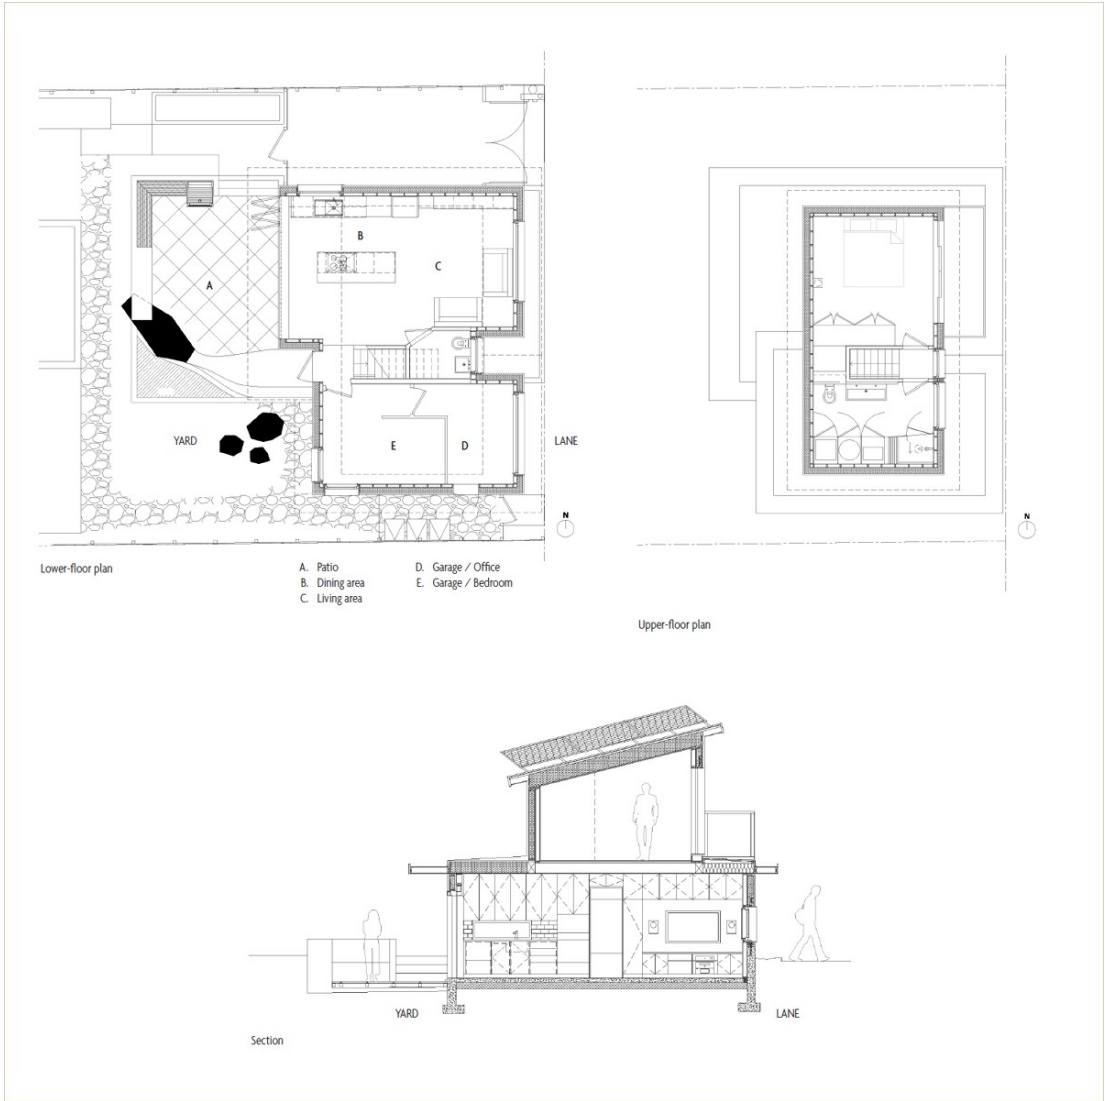 B
A
C
YARD
E
D
LANE
N
N
Lower-floor plan
A. Patio
B. Dining area
C. Living area
D. Garage / Office
E. Garage / Bedroom
Upper-floor plan
YARD
LANE
Section